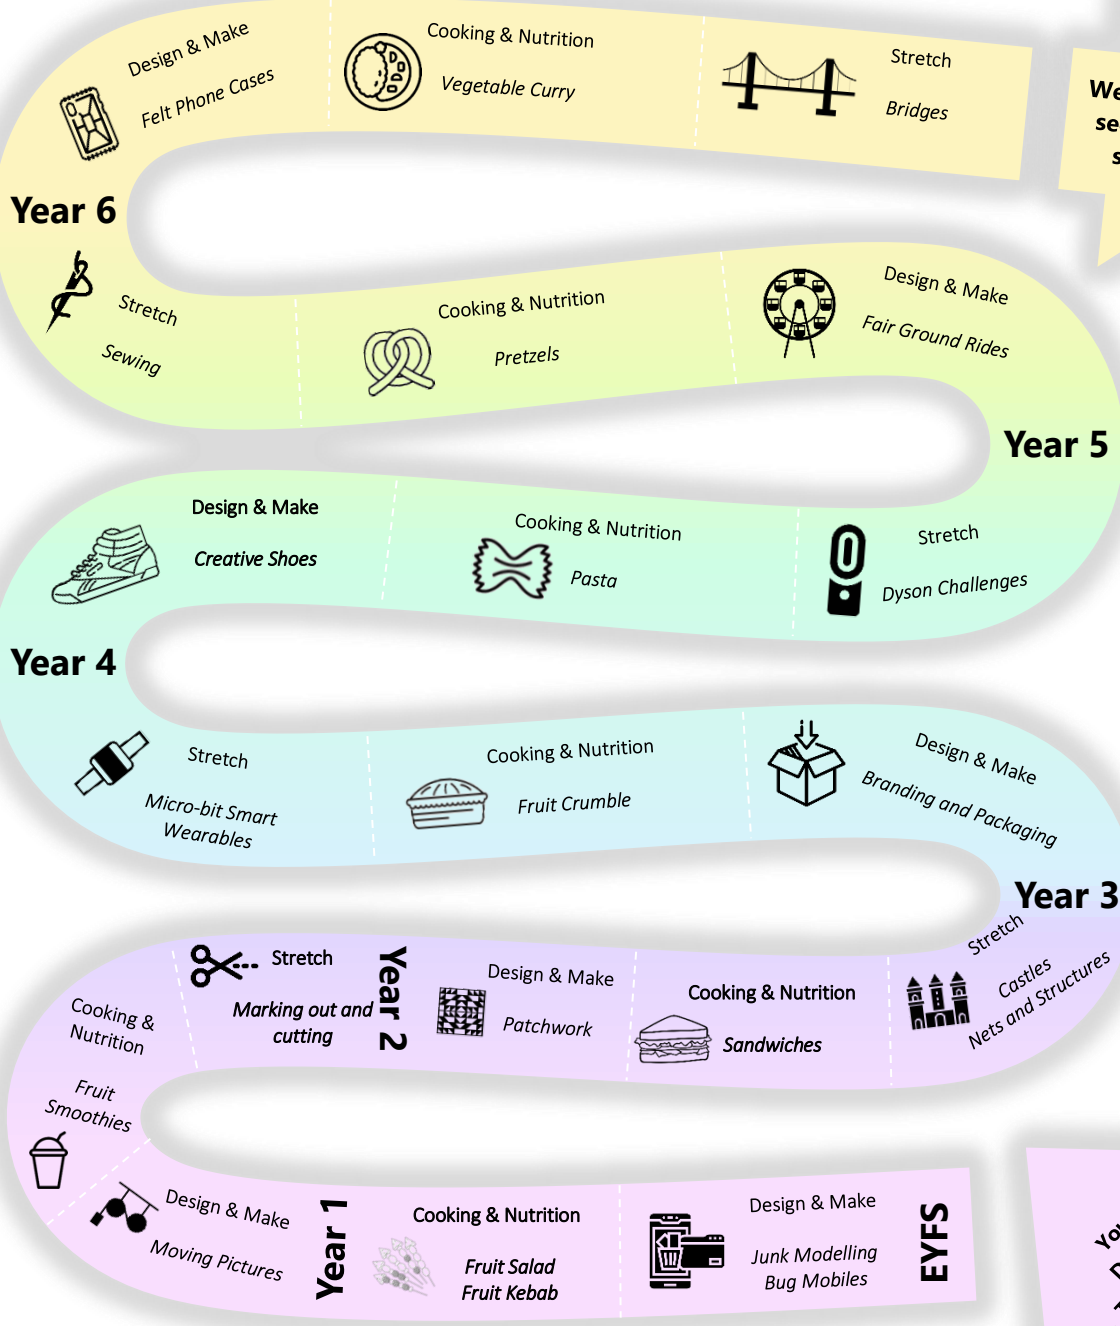 Design & Make
Felt Phone Cases
Cooking & Nutrition
Vegetable Curry
Stretch
Bridges
We
se
s
Year 6
Stretch
Sewing
Cooking & Nutrition
Pretzels
Design & Make
Fair Ground Rides
Year 5
Design & Make
Creative Shoes
Cooking & Nutrition
Pasta
Stretch
Dyson Challenges
Year 4
Stretch
Micro-bit Smart
Wearables
Cooking & Nutrition
Fruit Crumble
Design & Make
Branding and Packaging
Year 3
Cooking &
Nutrition
Fruit
Smoothies
Stretch
Marking out and
cutting
Year 2
Design & Make
Patchwork
Cooking & Nutrition
Sandwiches
Stretch
Castles
Nets and Structures
Design & Make
Moving Pictures
Year 1
Cooking & Nutrition
Fruit Salad
Fruit Kebab
Design & Make
Junk Modelling
Bug Mobiles
EYFS